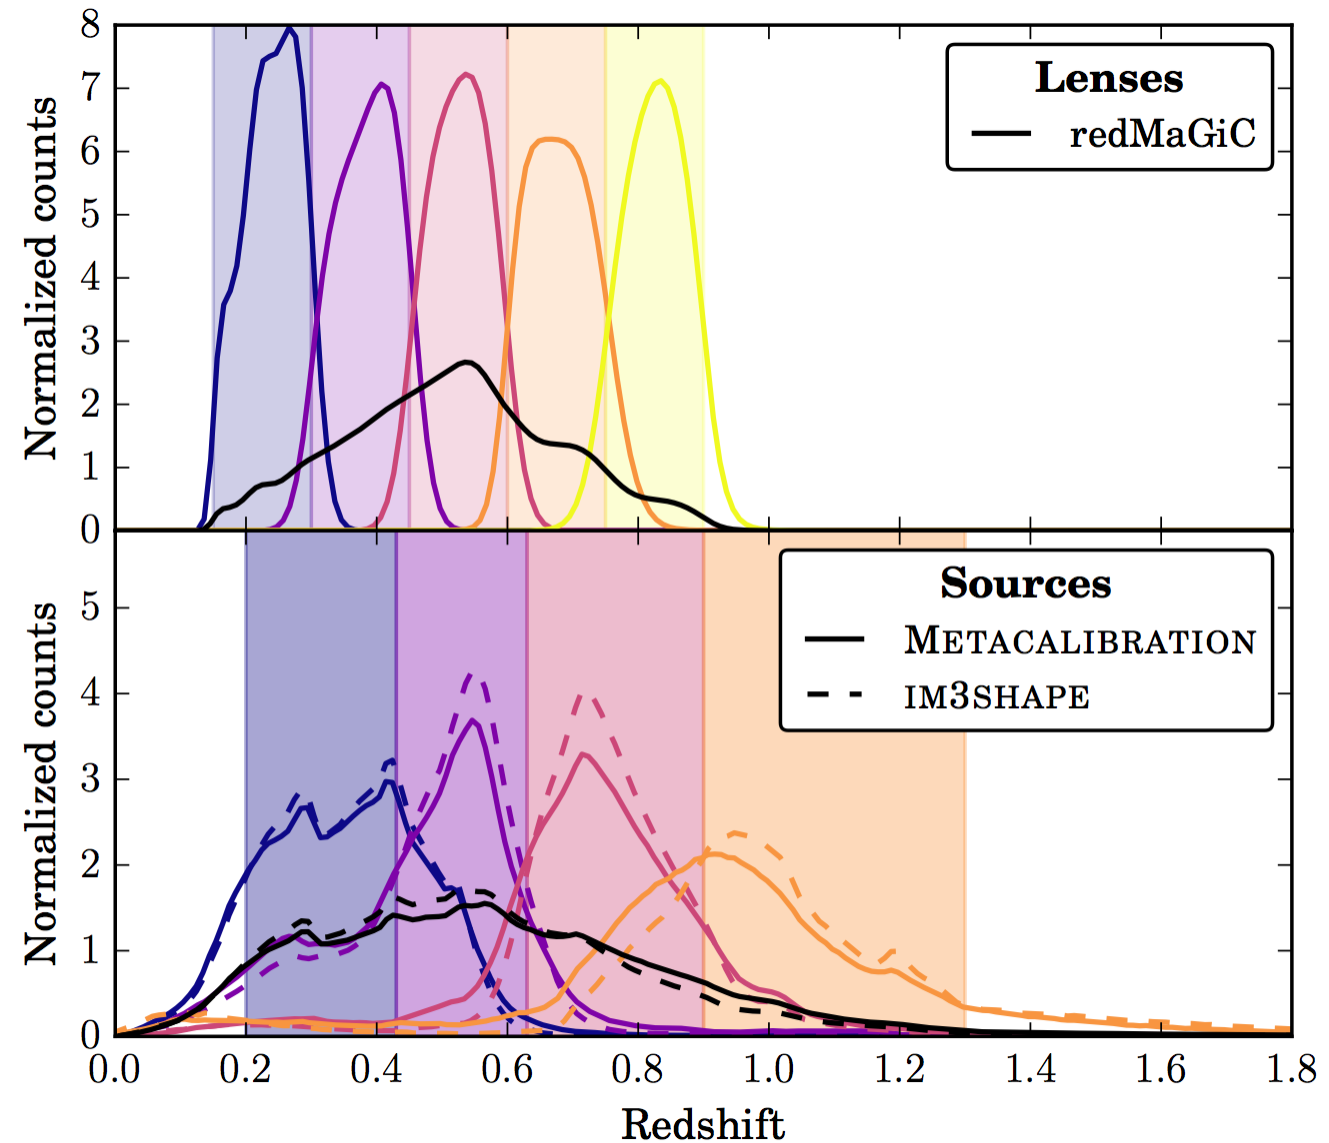 8
7
6
5
4
3
2
1
0
Normalized counts
Lenses
redMaGiC
5
4
3
2
1
0
Normalized counts
Sources
METACALIBRATION
IM3SHAPE
0.0 0.2 0.4 0.6 0.8 1.0 1.2 1.4 1.6 1.8
Redshift